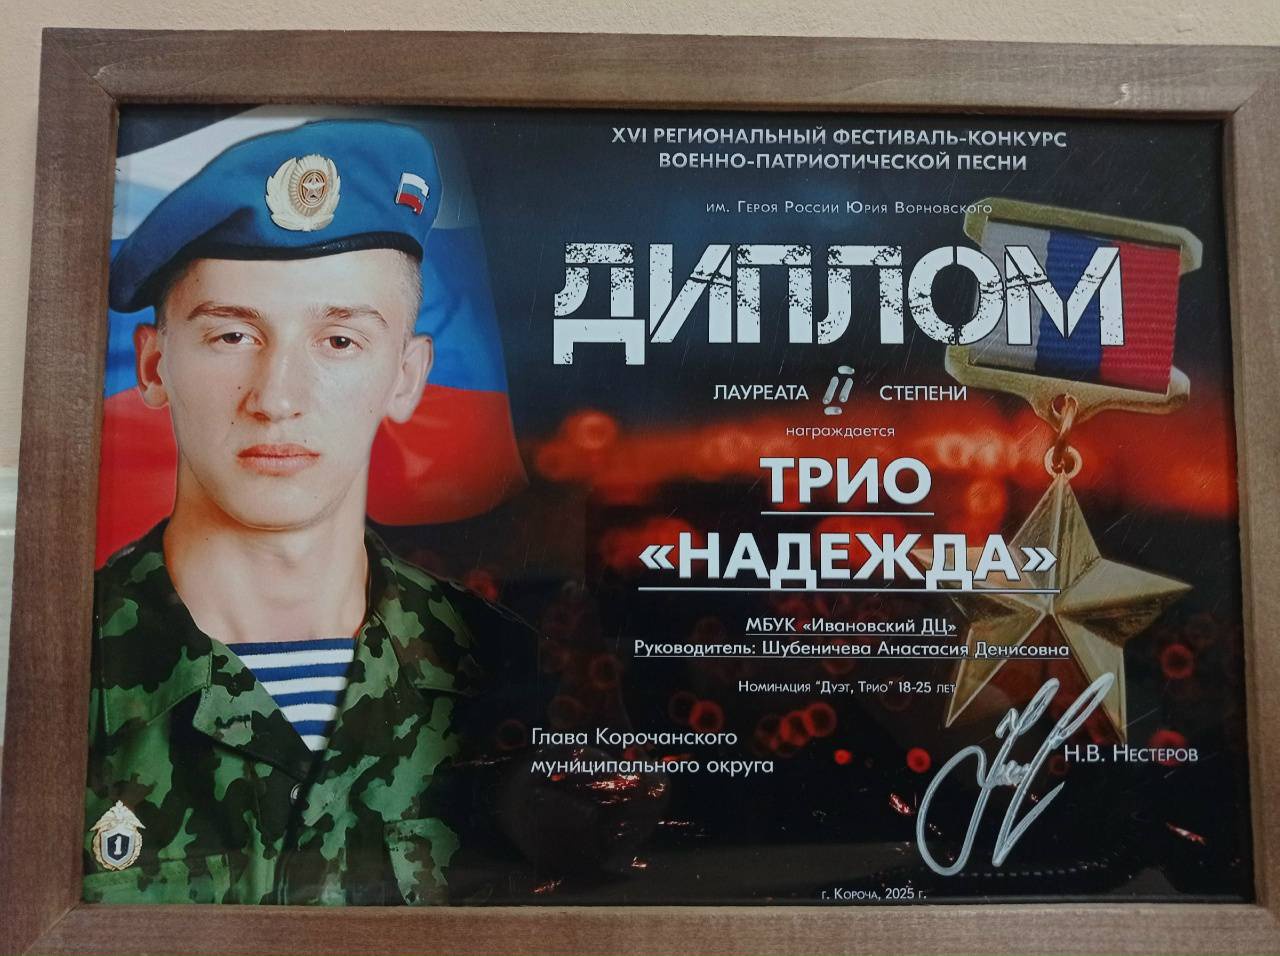 XVI РЕГИОНАЛЬНЫЙ ФЕСТИВАЛЬ-КОНКУРС
ВОЕННО-ПАТРИОТИЧЕСКОЙ ПЕСНИ
им. Героя России Юрия Ворновского
ДИПЛОМ
ЛАУРЕАТА II СТЕПЕНИ
награждается
ТРИО
«НАДЕЖДА»
МБУК «Ивановский ДЦ»
Руководитель: Шубеничева Анастасия Денисовна
Номинация "Дуэт, Трио" 18-25 лет
Глава Корочанского
муниципального округа
Н.В. Нестеров
1
г. Короча, 2025 г.